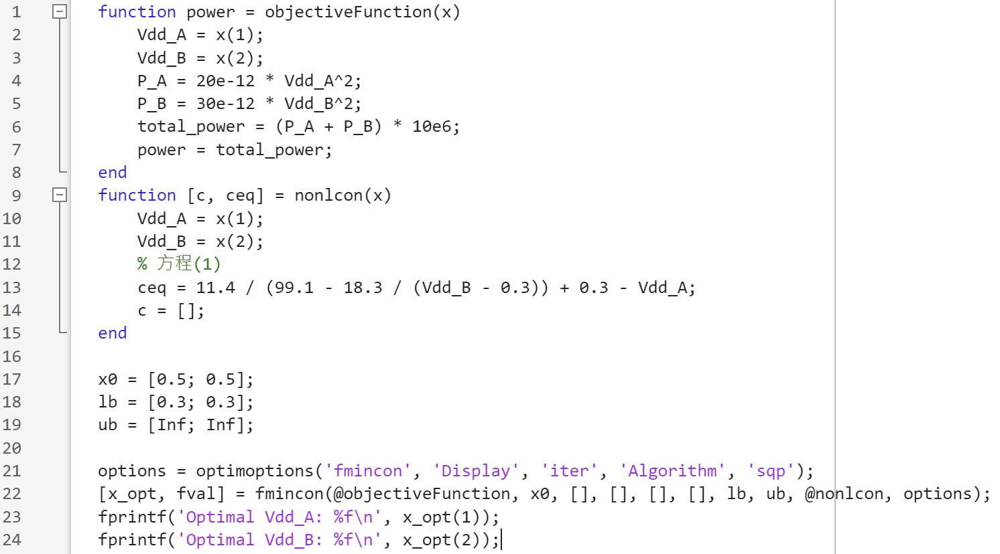 1 function power = objectiveFunction(x)
2 Vdd_A = x(1);
3 Vdd_B = x(2);
4 P_A = 20e-12 * Vdd_A^2;
5 P_B = 30e-12 * Vdd_B^2;
6 total_power = (P_A + P_B) * 10e6;
7 power = total_power;
8 end
9 function [c, ceq] = nonlcon(x)
10 Vdd_A = x(1);
11 Vdd_B = x(2);
12 % 方程(1)
13 ceq = 11.4 / (99.1 - 18.3 / (Vdd_B - 0.3)) + 0.3 - Vdd_A;
14 c = [];
15 end
16
17 x0 = [0.5; 0.5];
18 lb = [0.3; 0.3];
19 ub = [Inf; Inf];
20
21 options = optimoptions('fmincon', 'Display', 'iter', 'Algorithm', 'sqp');
22 [x_opt, fval] = fmincon(@objectiveFunction, x0, [], [], [], [], lb, ub, @nonlcon, options);
23 fprintf('Optimal Vdd_A: %f\n', x_opt(1));
24 fprintf('Optimal Vdd_B: %f\n', x_opt(2));